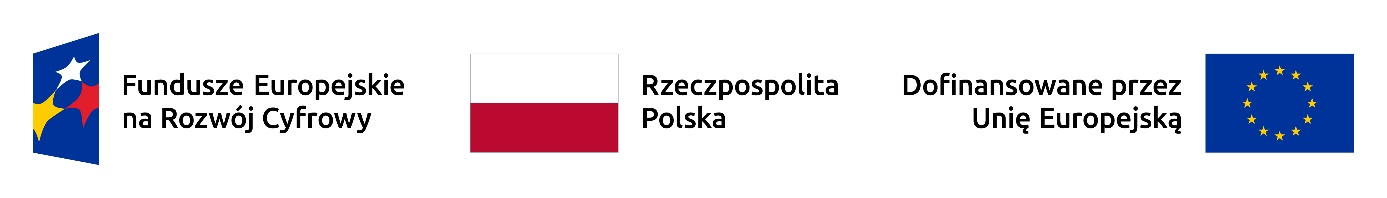 Fundusze Europejskie
na Rozwój Cyfrowy
Rzeczpospolita
Polska
Dofinansowane przez
Unię Europejską